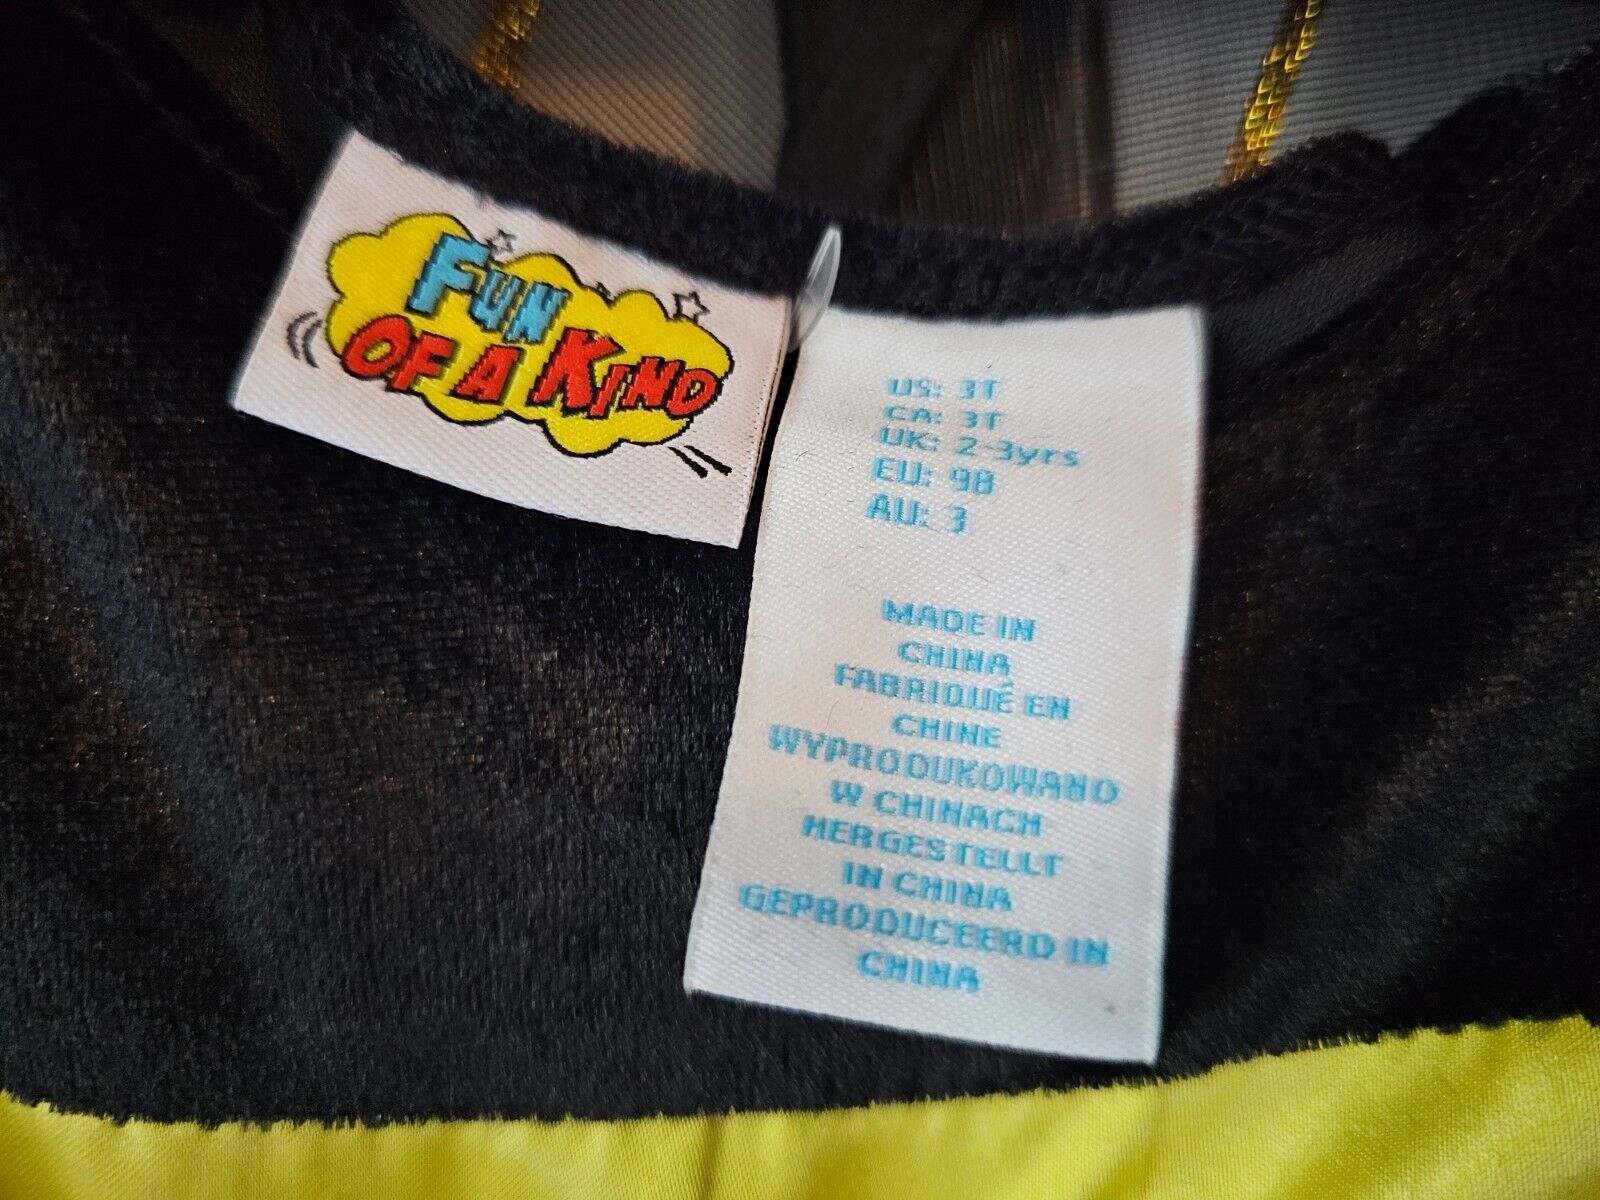 FUN
OF A KIND
US: 3T
CA: 3T
UK: 2-3yrs
EU: 98
AU: 3
MADE IN
CHINA
FABRIQUÉ EN
CHINE
WYPRODUKOWANO
W CHINACH
HERGESTELLT
IN CHINA
GEPRODUCEERD IN
CHINA